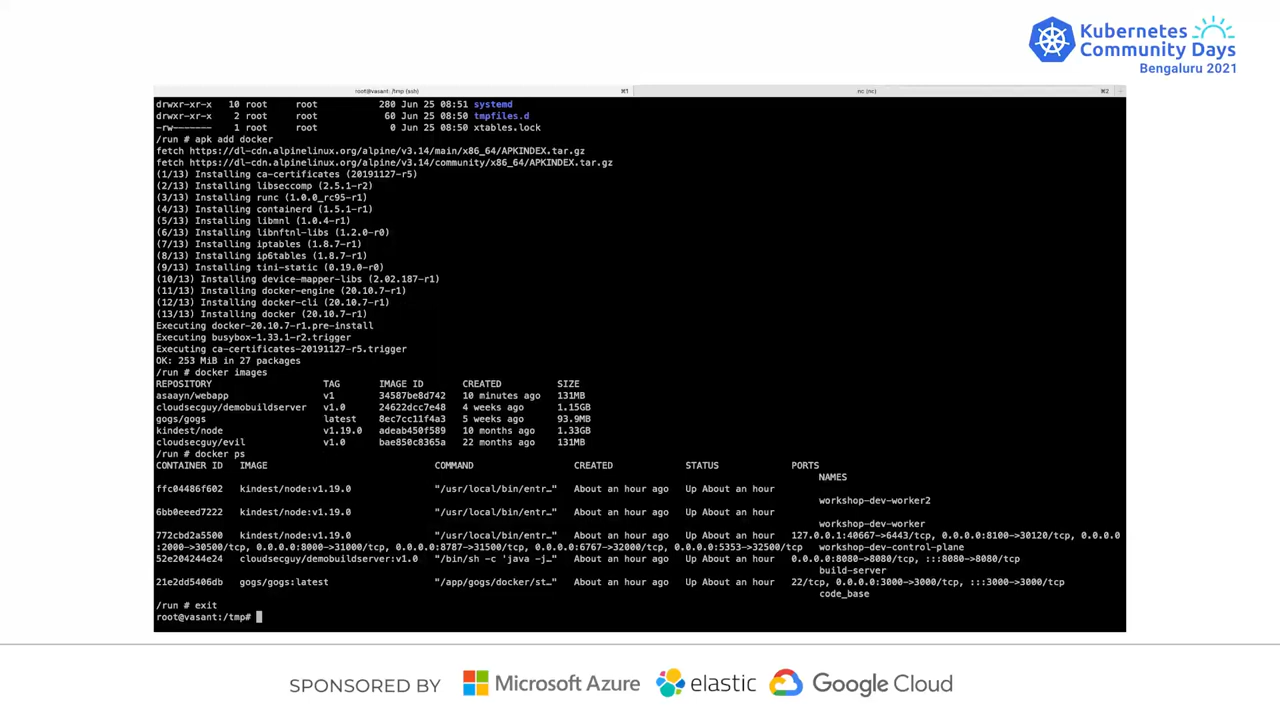 Kubernetes
Community Days
Bengaluru 2021
root@vasant: /tmp (ssh) ⌘1 nc (nc) ⌘2 +
drwxr-xr-x 10 root root 280 Jun 25 08:51 systemd
drwxr-xr-x 2 root root 60 Jun 25 08:50 tmpfiles.d
-rw------- 1 root root 0 Jun 25 08:50 xtables.lock
/run # apk add docker
fetch https://dl-cdn.alpinelinux.org/alpine/v3.14/main/x86_64/APKINDEX.tar.gz
fetch https://dl-cdn.alpinelinux.org/alpine/v3.14/community/x86_64/APKINDEX.tar.gz
(1/13) Installing ca-certificates (20191127-r5)
(2/13) Installing libseccomp (2.5.1-r2)
(3/13) Installing runc (1.0.0_rc95-r1)
(4/13) Installing containerd (1.5.1-r1)
(5/13) Installing libmnl (1.0.4-r1)
(6/13) Installing libnftnl-libs (1.2.0-r0)
(7/13) Installing iptables (1.8.7-r1)
(8/13) Installing ip6tables (1.8.7-r1)
(9/13) Installing tini-static (0.19.0-r0)
(10/13) Installing device-mapper-libs (2.02.187-r1)
(11/13) Installing docker-engine (20.10.7-r1)
(12/13) Installing docker-cli (20.10.7-r1)
(13/13) Installing docker (20.10.7-r1)
Executing docker-20.10.7-r1.pre-install
Executing busybox-1.33.1-r2.trigger
Executing ca-certificates-20191127-r5.trigger
OK: 253 MiB in 27 packages
/run # docker images
REPOSITORY TAG IMAGE ID CREATED SIZE
asaayn/webapp v1 34587be8d742 10 minutes ago 131MB
cloudsecguy/demobuildserver v1.0 24622dcc7e48 4 weeks ago 1.15GB
gogs/gogs latest 8ec7cc11f4a3 5 weeks ago 93.9MB
kindest/node v1.19.0 adeab450f589 10 months ago 1.33GB
cloudsecguy/evil v1.0 bae850c8365a 22 months ago 131MB
/run # docker ps
CONTAINER ID IMAGE COMMAND CREATED STATUS PORTS
NAMES
ffc04486f602 kindest/node:v1.19.0 "/usr/local/bin/entr…" About an hour ago Up About an hour
workshop-dev-worker2
6bb0eeed7222 kindest/node:v1.19.0 "/usr/local/bin/entr…" About an hour ago Up About an hour
workshop-dev-worker
772cbd2a5500 kindest/node:v1.19.0 "/usr/local/bin/entr…" About an hour ago Up About an hour 127.0.0.1:40667->6443/tcp, 0.0.0.0:8100->30120/tcp, 0.0.0.0
:2000->30500/tcp, 0.0.0.0:8000->31000/tcp, 0.0.0.0:8787->31500/tcp, 0.0.0.0:6767->32000/tcp, 0.0.0.0:5353->32500/tcp workshop-dev-control-plane
52e924244e24 cloudsecguy/demobuildserver:v1.0 "/bin/sh -c 'java -j…" About an hour ago Up About an hour 0.0.0.0:8080->8080/tcp, :::8080->8080/tcp
build-server
21e2dd5406db gogs/gogs:latest "/app/gogs/docker/st…" About an hour ago Up About an hour 22/tcp, 0.0.0.0:3000->3000/tcp, :::3000->3000/tcp
code_base
/run # exit
root@vasant:/tmp#
SPONSORED BY Microsoft Azure elastic Google Cloud